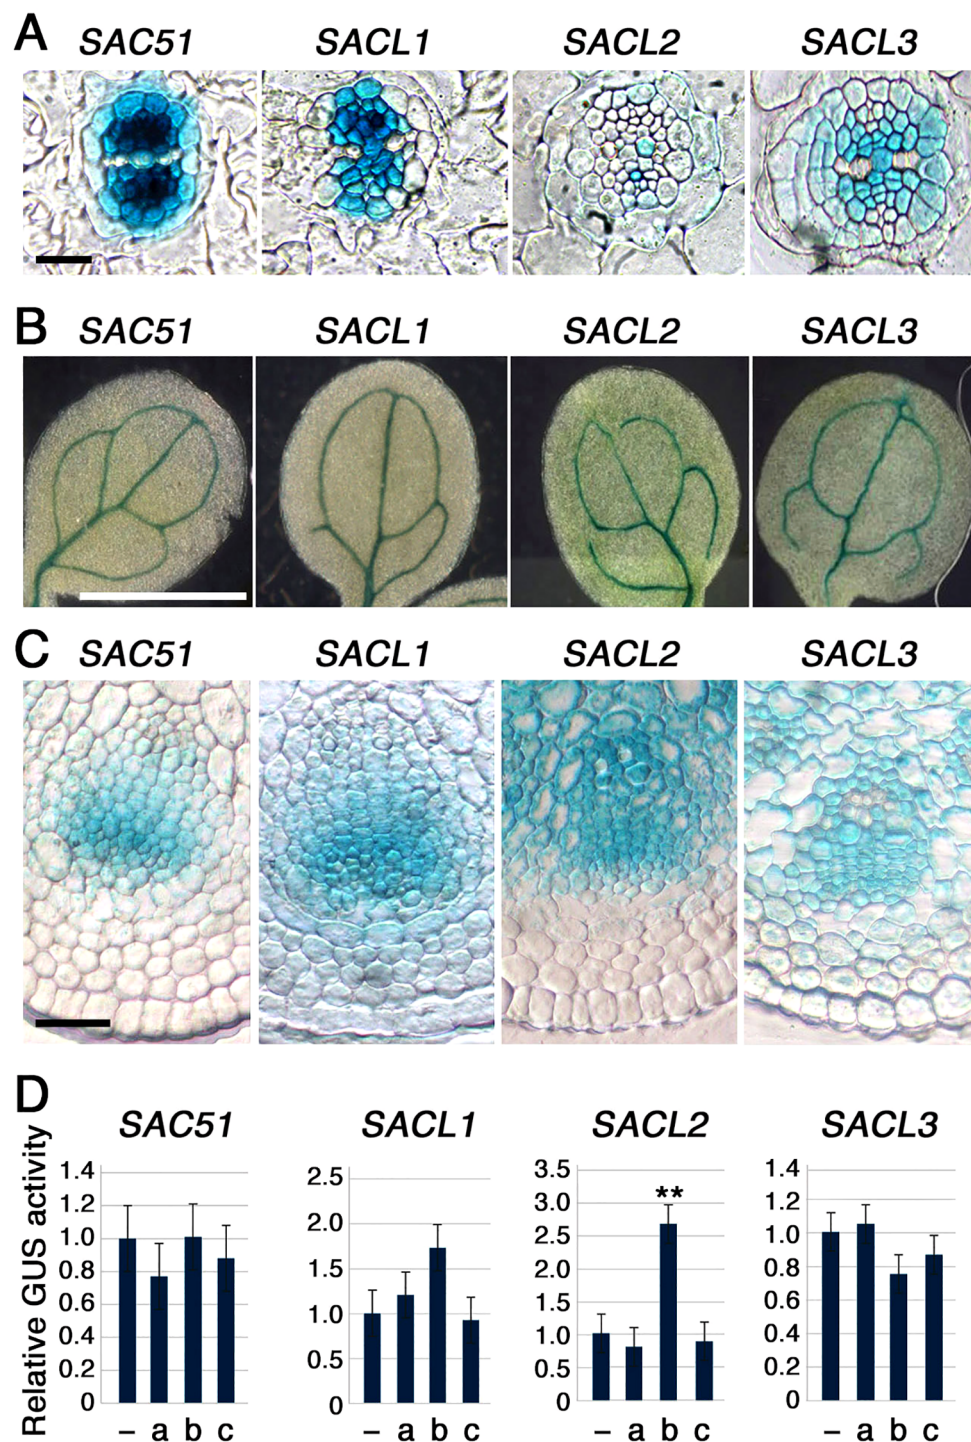 A
SAC51 SACL1 SACL2 SACL3
B
SAC51 SACL1 SACL2 SACL3
C
SAC51 SACL1 SACL2 SACL3
D
Relative GUS activity
SAC51
1.4
1.2
1.0
0.8
0.6
0.4
0.2
0
– a b c
SACL1
2.5
2.0
1.5
1.0
0.5
0
– a b c
SACL2
3.5
3.0
2.5
2.0
1.5
1.0
0.5
0
**
– a b c
SACL3
1.4
1.2
1.0
0.8
0.6
0.4
0.2
0
– a b c